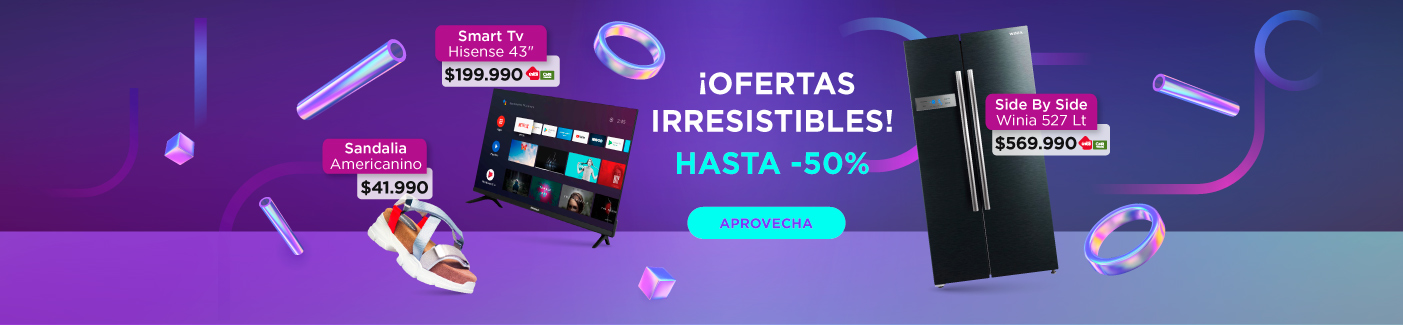 Smart Tv
Hisense 43"
$199.990
Sandalia
Americanino
$41.990
¡OFERTAS
IRRESISTIBLES!
HASTA -50%
APROVECHA
WINIA
Side By Side
Winia 527 Lt
$569.990